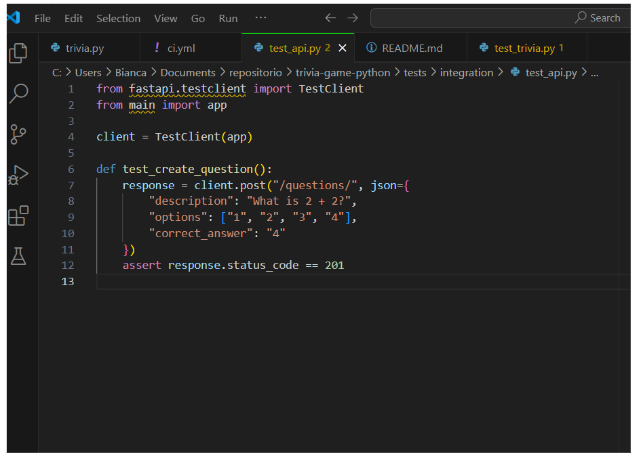 File Edit Selection View Go Run ··· Search
trivia.py ! ci.yml test_api.py 2 README.md test_trivia.py 1
C: > Users > Bianca > Documents > repositorio > trivia-game-python > tests > integration > test_api.py > ...
1 from fastapi.testclient import TestClient
2 from main import app
3
4 client = TestClient(app)
5
6 def test_create_question():
7 response = client.post("/questions/", json={
8 "description": "What is 2 + 2?",
9 "options": ["1", "2", "3", "4"],
10 "correct_answer": "4"
11 })
12 assert response.status_code == 201
13